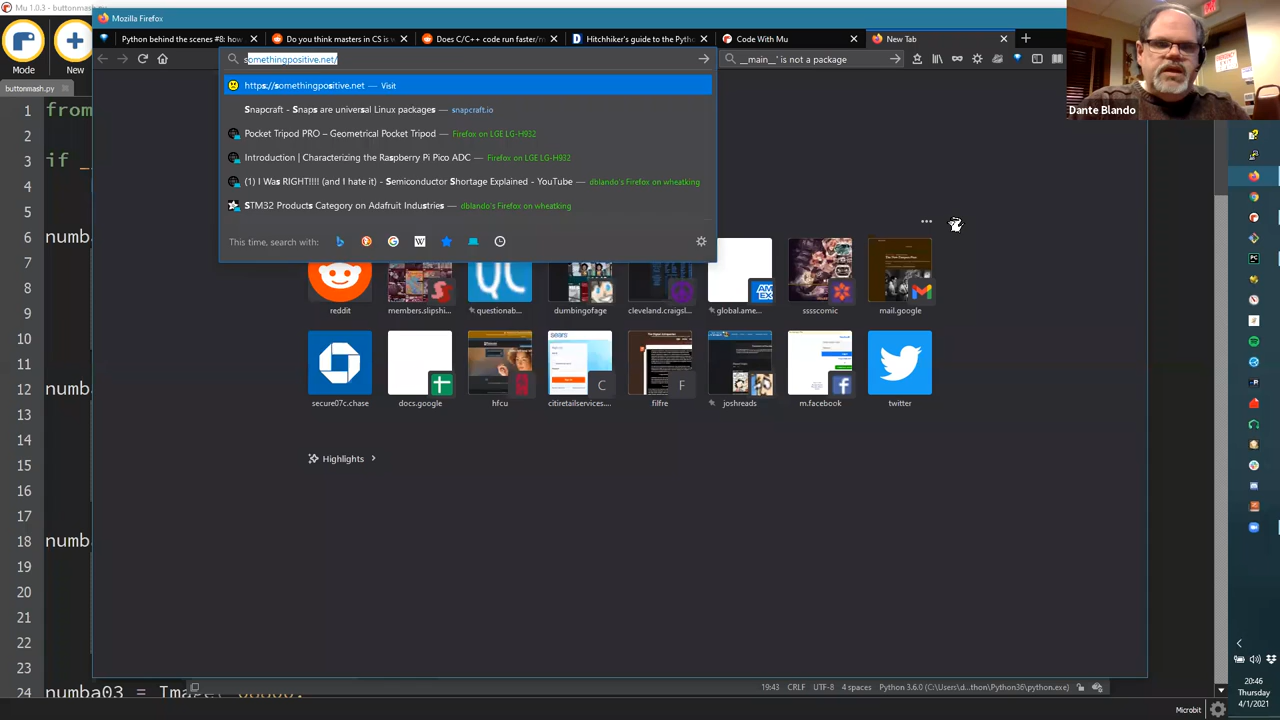 Mu 1.0.3 - buttonmash.py
Mozilla Firefox
Mode
New
buttonmash.py
Python behind the scenes #8: how
Do you think masters in CS is w
Does C/C++ code run faster/m
Hitchhiker's guide to the Pytho
Code With Mu
New Tab
somethingpositive.net/
__main__' is not a package
https://somethingpositive.net — Visit
Snapcraft - Snaps are universal Linux packages — snapcraft.io
Pocket Tripod PRO – Geometrical Pocket Tripod — Firefox on LGE LG-H932
Introduction | Characterizing the Raspberry Pi Pico ADC — Firefox on LGE LG-H932
(1) I Was RIGHT!!!! (and I hate it) - Semiconductor Shortage Explained - YouTube — dblando's Firefox on wheatking
STM32 Products Category on Adafruit Industries — dblando's Firefox on wheatking
This time, search with:
reddit
members.slipshi...
questionab...
dumbingofage
cleveland.craigsl...
global.ame...
sssscomic
mail.google
secure07c.chase
docs.google
hfcu
citiretailservices....
filfre
joshreads
m.facebook
twitter
Highlights
Dante Blando
1 from
2
3 if _
4
5
6 numb
7
8
9
10
11
12 numb
13
14
15
16
17
18 numb
19
20
21
22
23
24 numba03 = Image(
19:43 CRLF UTF-8 4 spaces Python 3.6.0 (C:\Users\d...thon\Python36\python.exe)
Microbit
20:46
Thursday
4/1/2021